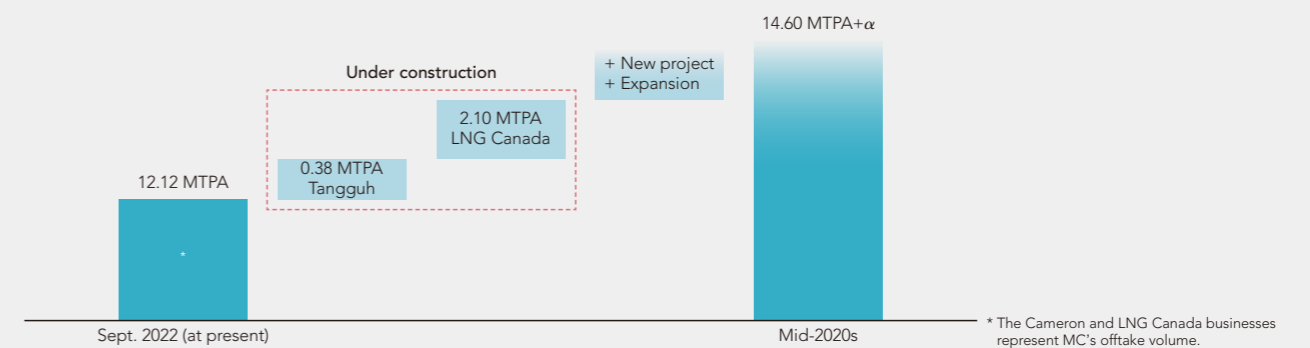 14.60 MTPA+α
Under construction
+ New project
+ Expansion
2.10 MTPA
LNG Canada
0.38 MTPA
Tangguh
12.12 MTPA
*
Sept. 2022 (at present)
Mid-2020s
* The Cameron and LNG Canada businesses
represent MC's offtake volume.